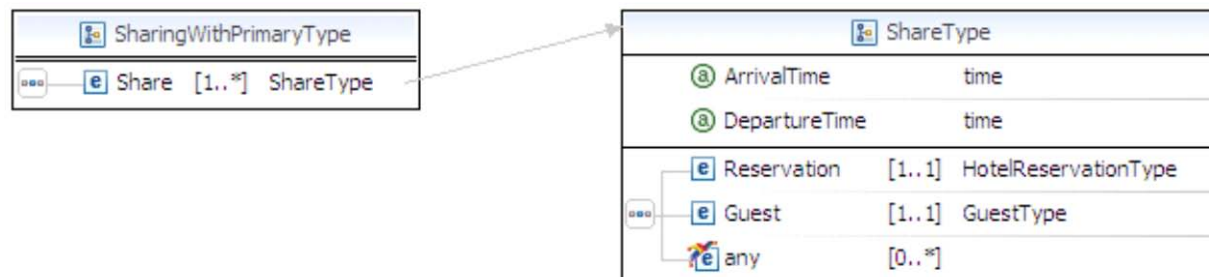 SharingWithPrimaryType
e Share [1..*] ShareType
ShareType
a ArrivalTime time
a DepartureTime time
e Reservation [1..1] HotelReservationType
e Guest [1..1] GuestType
e any [0..*]